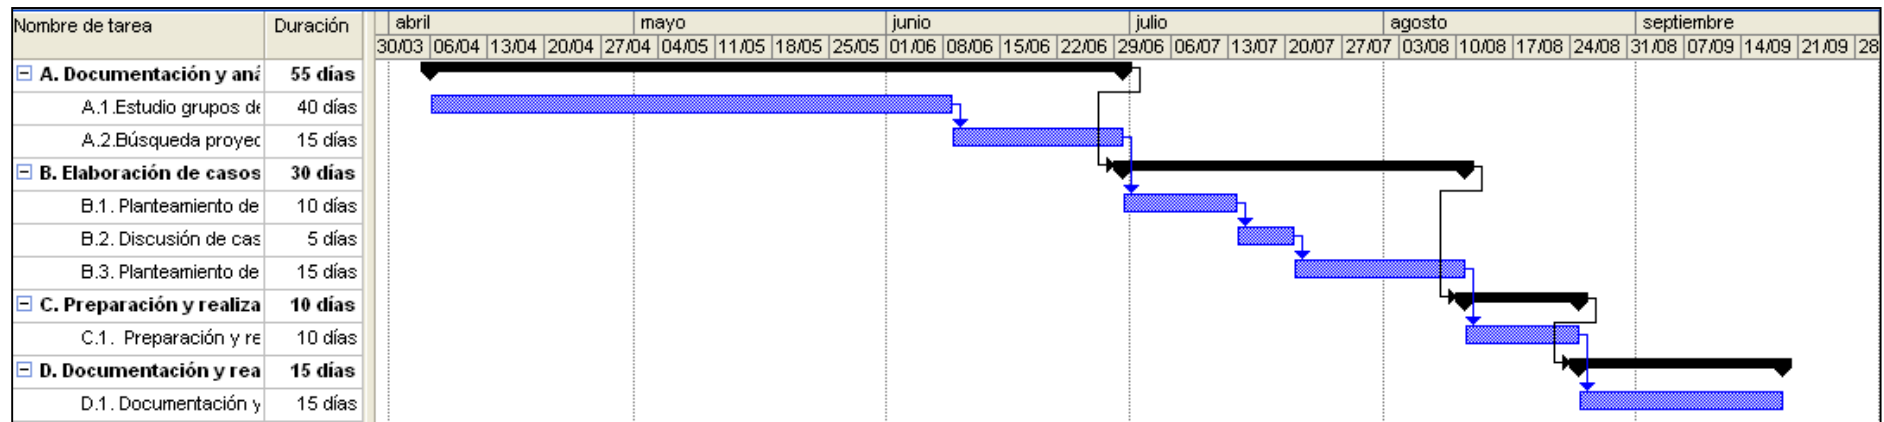 Nombre de tarea Duración abril mayo junio julio agosto septiembre
30/03 06/04 13/04 20/04 27/04 04/05 11/05 18/05 25/05 01/06 08/06 15/06 22/06 29/06 06/07 13/07 20/07 27/07 03/08 10/08 17/08 24/08 31/08 07/09 14/09 21/09 28
A. Documentación y aná 55 días
A.1.Estudio grupos de 40 días
A.2.Búsqueda proyec 15 días
B. Elaboración de casos 30 días
B.1. Planteamiento de 10 días
B.2. Discusión de cas 5 días
B.3. Planteamiento de 15 días
C. Preparación y realiza 10 días
C.1. Preparación y re 10 días
D. Documentación y rea 15 días
D.1. Documentación y 15 días